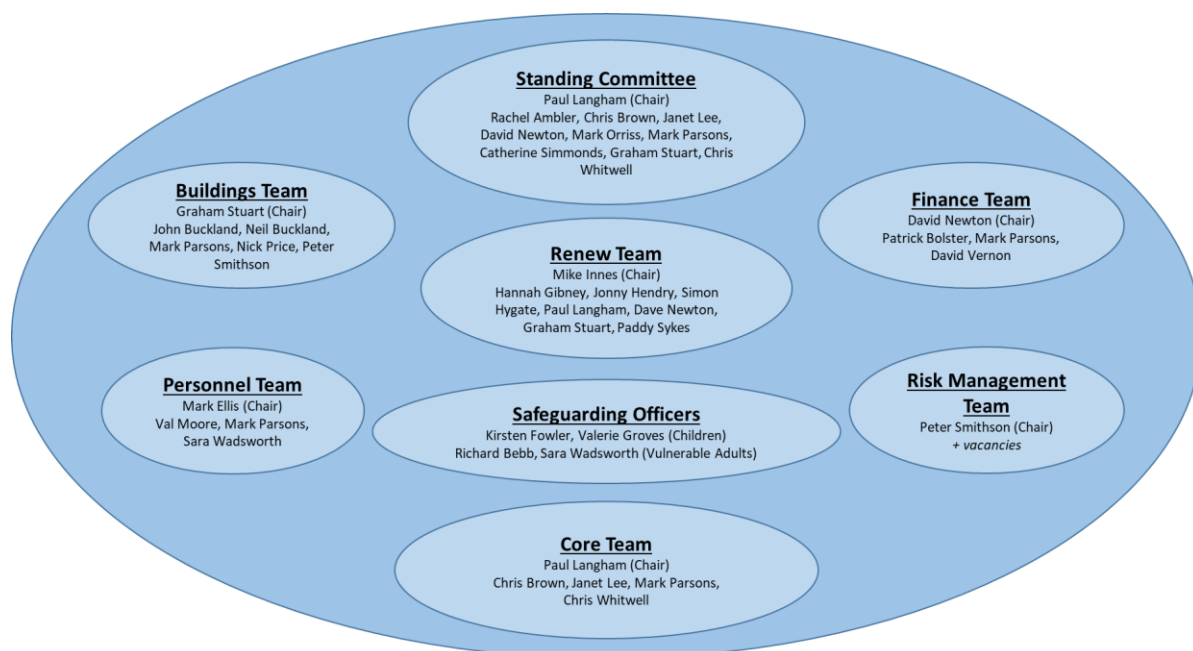 Standing Committee
Paul Langham (Chair)
Rachel Ambler, Chris Brown, Janet Lee,
David Newton, Mark Orriss, Mark Parsons,
Catherine Simmonds, Graham Stuart, Chris
Whitwell
Buildings Team
Graham Stuart (Chair)
John Buckland, Neil Buckland,
Mark Parsons, Nick Price, Peter
Smithson
Finance Team
David Newton (Chair)
Patrick Bolster, Mark Parsons,
David Vernon
Renew Team
Mike Innes (Chair)
Hannah Gibney, Jonny Hendry, Simon
Hygate, Paul Langham, Dave Newton,
Graham Stuart, Paddy Sykes
Personnel Team
Mark Ellis (Chair)
Val Moore, Mark Parsons,
Sara Wadsworth
Safeguarding Officers
Kirsten Fowler, Valerie Groves (Children)
Richard Bebb, Sara Wadsworth (Vulnerable Adults)
Risk Management
Team
Peter Smithson (Chair)
+ vacancies
Core Team
Paul Langham (Chair)
Chris Brown, Janet Lee, Mark Parsons,
Chris Whitwell